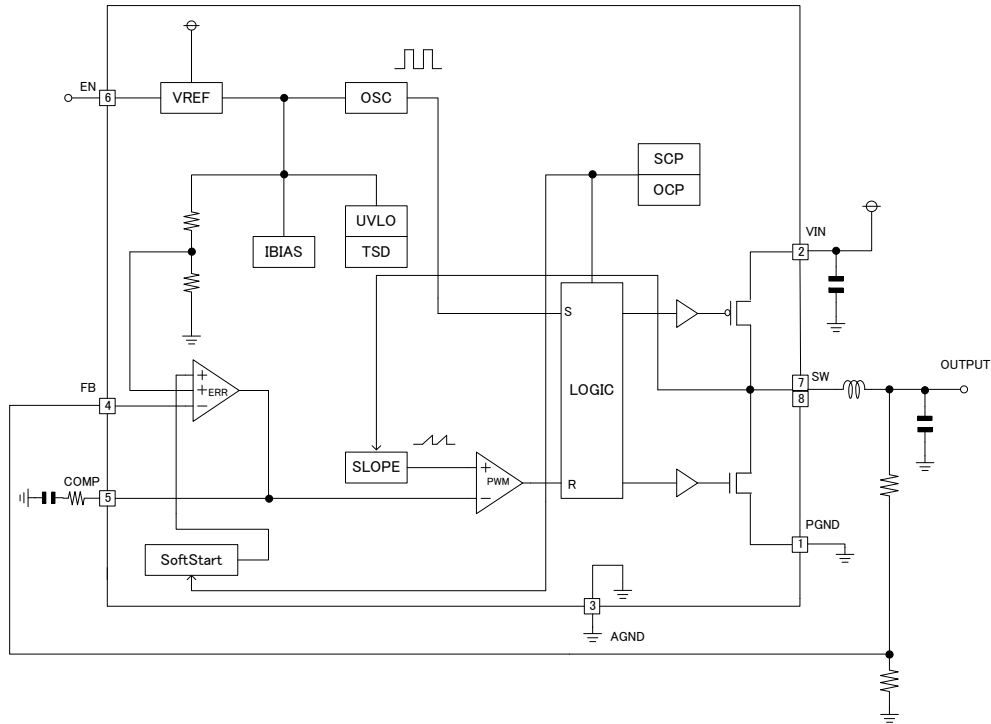 EN
6
VREF
OSC
SCP
OCP
UVLO
TSD
IBIAS
VIN
2
S
LOGIC
R
ERR
+
+
−
FB
4
SW
7
8
OUTPUT
SLOPE
+
PWM
−
COMP
5
SoftStart
PGND
1
3
AGND